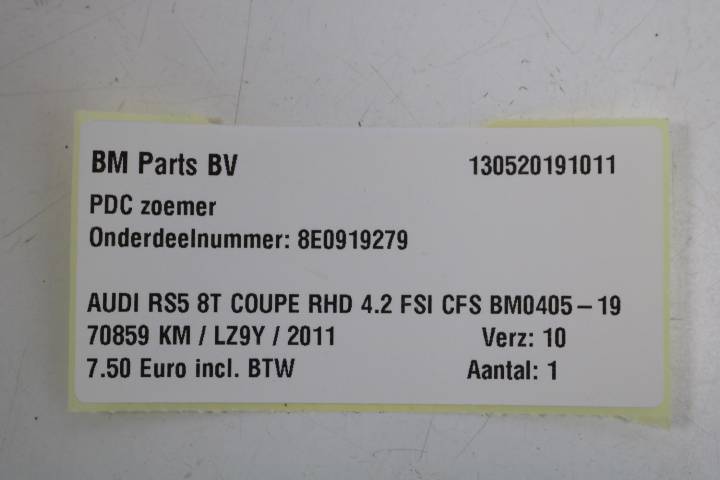 BM Parts BV 130520191011
PDC zoemer
Onderdeelnummer: 8E0919279
AUDI RS5 8T COUPE RHD 4.2 FSI CFS BM0405-19
70859 KM / LZ9Y / 2011 Verz: 10
7.50 Euro incl. BTW Aantal: 1